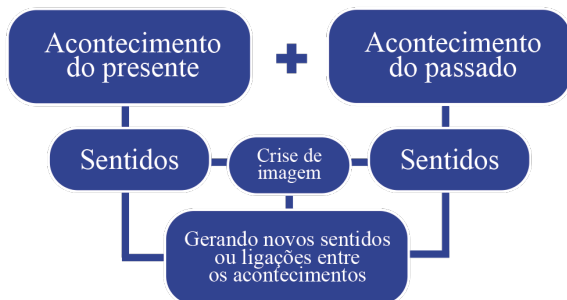 Acontecimento
do presente
+
Acontecimento
do passado
Sentidos
Crise de
imagem
Sentidos
Gerando novos sentidos
ou ligações entre
os acontecimentos